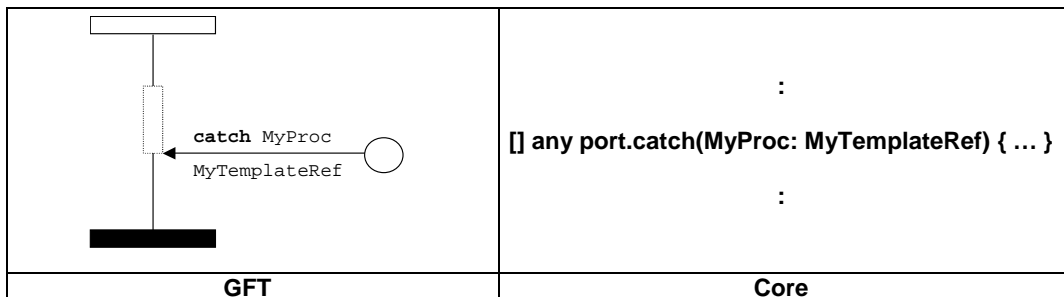 catch MyProc
MyTemplateRef
:
[] any port.catch(MyProc: MyTemplateRef) { … }
:
GFT
Core